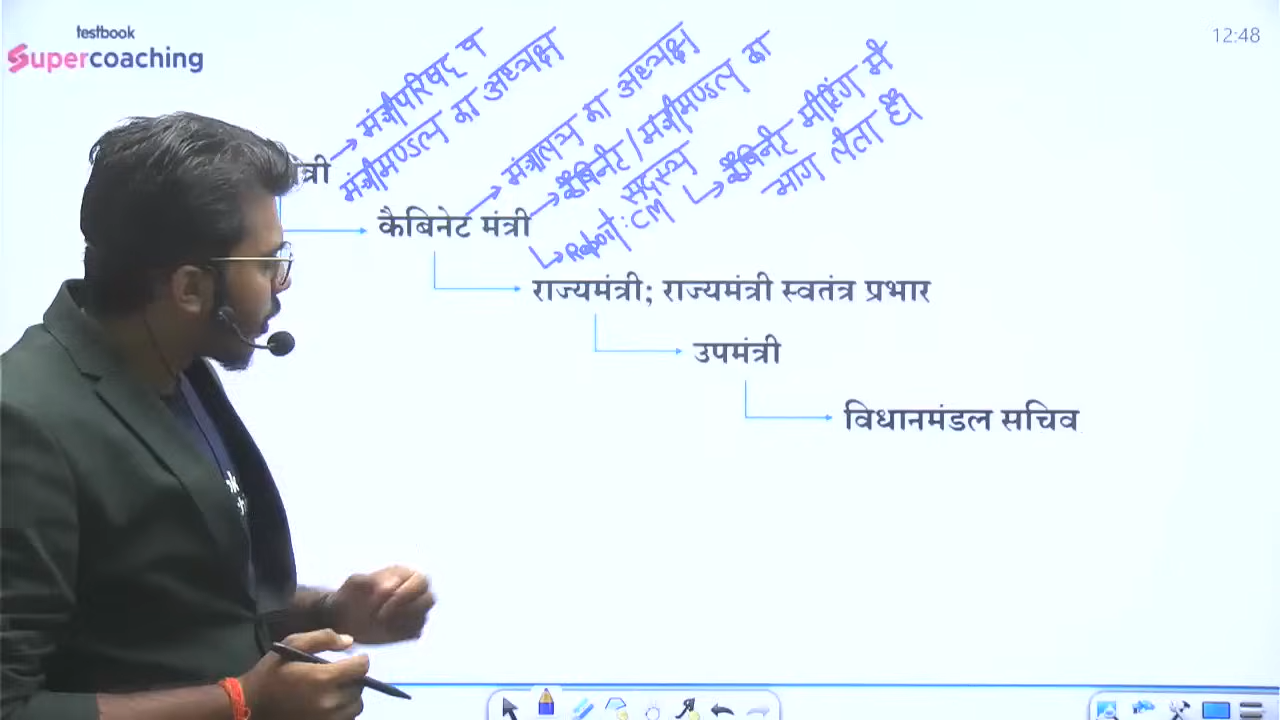 testbook
Supercoaching
12:48
→ मंत्रीपरिषद् व
मंत्रीमण्डल का अध्यक्ष
→ मंत्रालय का अध्यक्ष
→ कैबिनेट/मंत्रीमण्डल का
सदस्य
↳ कैबिनेट मीटिंग में
भाग लेता है।
↳ Report : CM
त्री
कैबिनेट मंत्री
राज्यमंत्री; राज्यमंत्री स्वतंत्र प्रभार
उपमंत्री
विधानमंडल सचिव